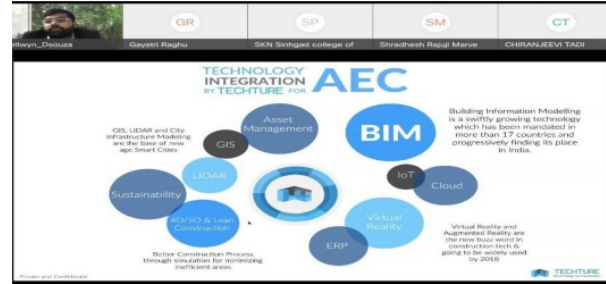 GR
SP
SM
CT
Gayatri Raghu
SKN Sinhgad college of
Shradhesh Rajuji Marve
CHIRANJEEVI TADI
TECHNOLOGY
INTEGRATION
BY TECHTURE FOR
AEC
GIS, LIDAR and City
Infrastructure Modeling
are the base of new
age Smart Cities
GIS
Asset
Management
BIM
Building Information Modelling
is a swiftly growing technology
which has been mandated in
more than 17 countries and
progressively finding its place
in India.
LIDAR
Sustainability
4D/5D & Lean
Construction
IoT
Cloud
Virtual
Reality
ERP
Better Construction Process
through simulation for minimizing
inefficient areas.
Virtual Reality and
Augmented Reality are
the new buzz word in
construction tech &
going to be widely used
by 2018
Private and Confidential
TECHTURE